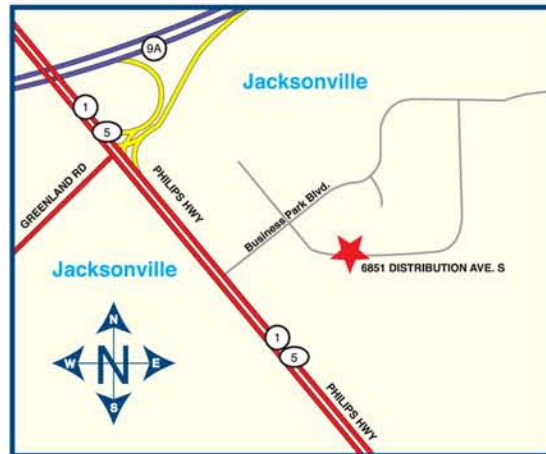 9A
Jacksonville
1
5
GREENLAND RD
PHILIPS HWY
Business Park Blvd.
Jacksonville
6851 DISTRIBUTION AVE. S
N
W
N
E
S
1
5
PHILIPS HWY